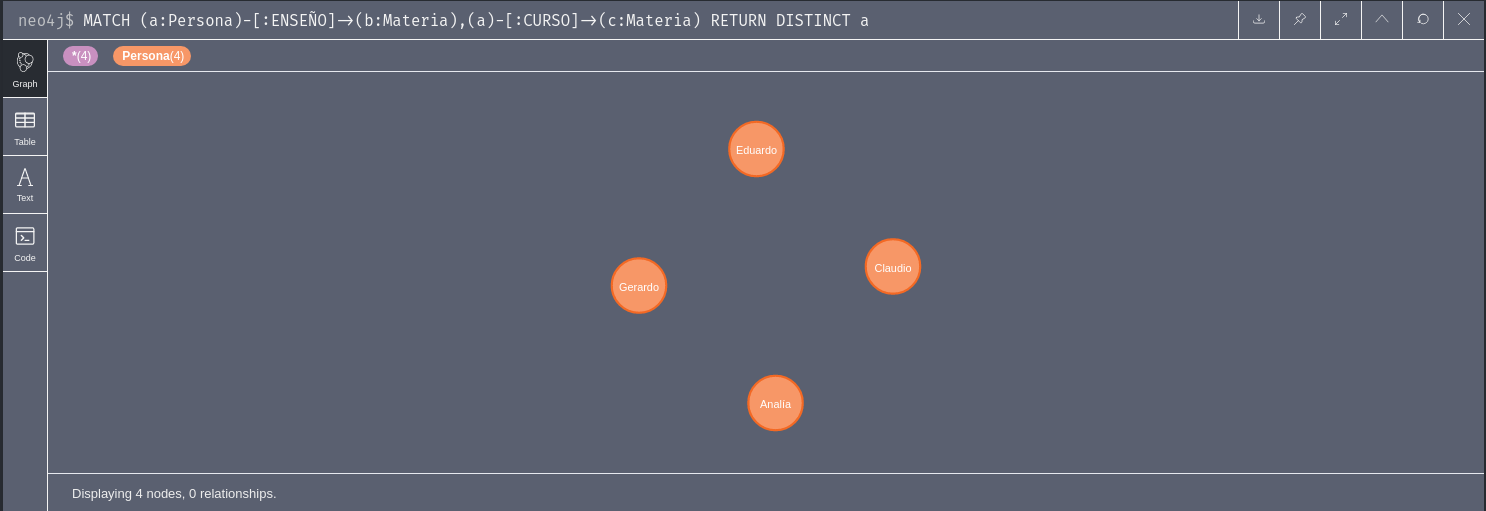 neo4j$ MATCH (a:Persona)-[:ENSEÑO]->(b:Materia),(a)-[:CURSO]->(c:Materia) RETURN DISTINCT a
*(4) Persona(4)
Graph
Table
Text
Code
Eduardo
Claudio
Gerardo
Analía
Displaying 4 nodes, 0 relationships.